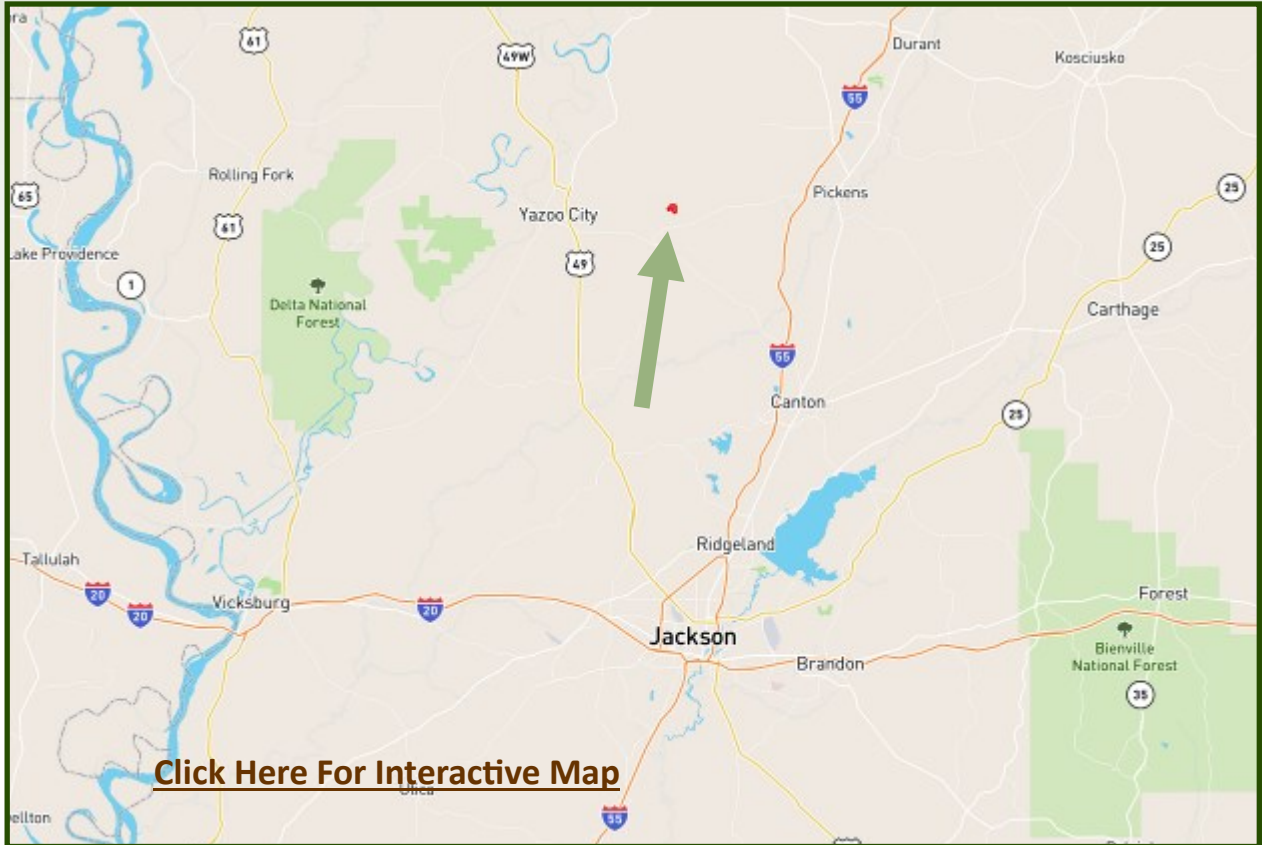 61
49W
Durant
Kosciusko
55
Rolling Fork
65
25
Pickens
Yazoo City
61
25
Lake Providence
49
1
Delta National
Forest
Carthage
55
Canton
25
Ridgeland
Tallulah
20
20
Vicksburg
20
Forest
Jackson
Bienville
National Forest
Brandon
35
Click Here For Interactive Map
Utica
55